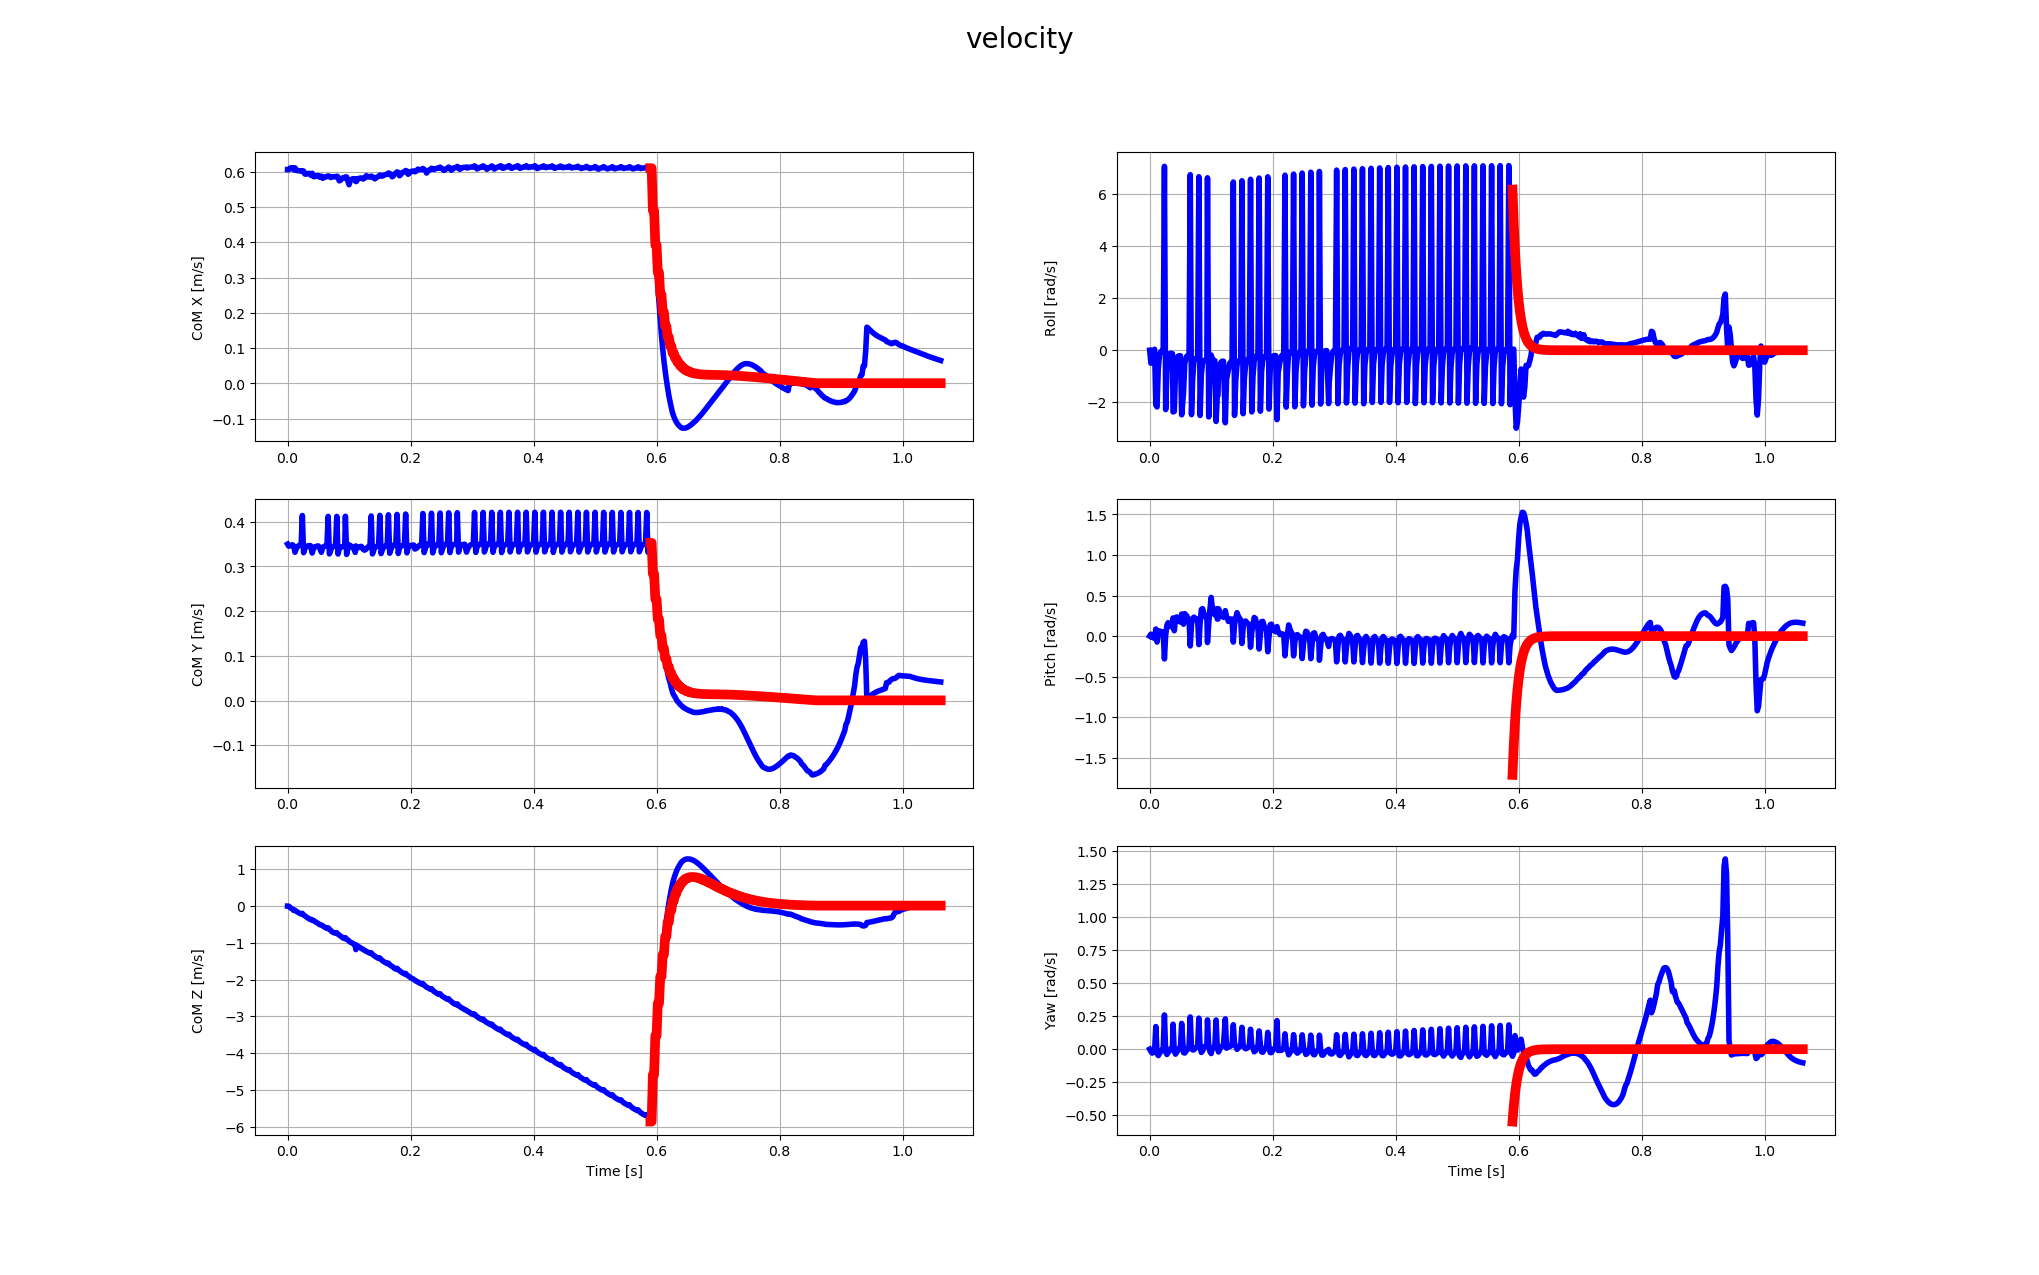 velocity
CoM X [m/s]
0.6
0.5
0.4
0.3
0.2
0.1
0.0
−0.1
0.0 0.2 0.4 0.6 0.8 1.0
Roll [rad/s]
6
4
2
0
−2
0.0 0.2 0.4 0.6 0.8 1.0
CoM Y [m/s]
0.4
0.3
0.2
0.1
0.0
−0.1
0.0 0.2 0.4 0.6 0.8 1.0
Pitch [rad/s]
1.5
1.0
0.5
0.0
−0.5
−1.0
−1.5
0.0 0.2 0.4 0.6 0.8 1.0
CoM Z [m/s]
1
0
−1
−2
−3
−4
−5
−6
0.0 0.2 0.4 0.6 0.8 1.0
Time [s]
Yaw [rad/s]
1.50
1.25
1.00
0.75
0.50
0.25
0.00
−0.25
−0.50
0.0 0.2 0.4 0.6 0.8 1.0
Time [s]